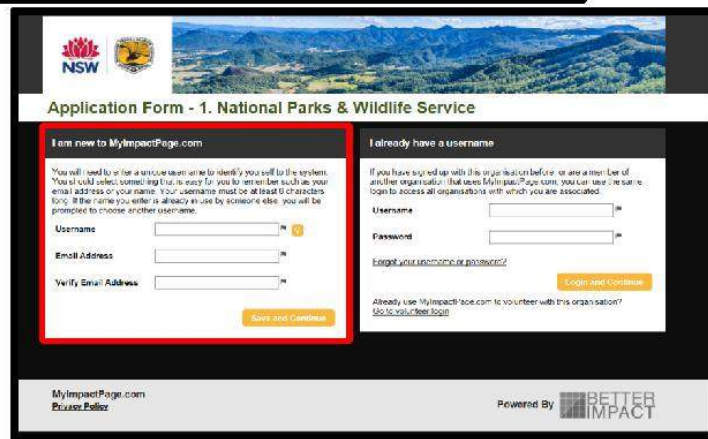 NSW
Application Form - 1. National Parks & Wildlife Service
I am new to MyImpactPage.com
You will need to enter a unique username to identify yourself to the system.
You should select something that is easy for you to remember such as your
email address or your name. Your username must be at least 6 characters
long. If the name you enter is already in use by someone else, you will be
prompted to choose another username.
Username
Email Address
Verify Email Address
Save and Continue
I already have a username
If you have signed up with this organisation before, or are a member of
another organisation that uses MyImpactPage.com, you can use the same
login to access all organisations with which you are associated.
Username
Password
Forgot your username or password?
Login and Continue
Already use MyImpactPage.com to volunteer with this organisation?
Go to volunteer login
MyImpactPage.com
Privacy Policy
Powered By BETTER
IMPACT